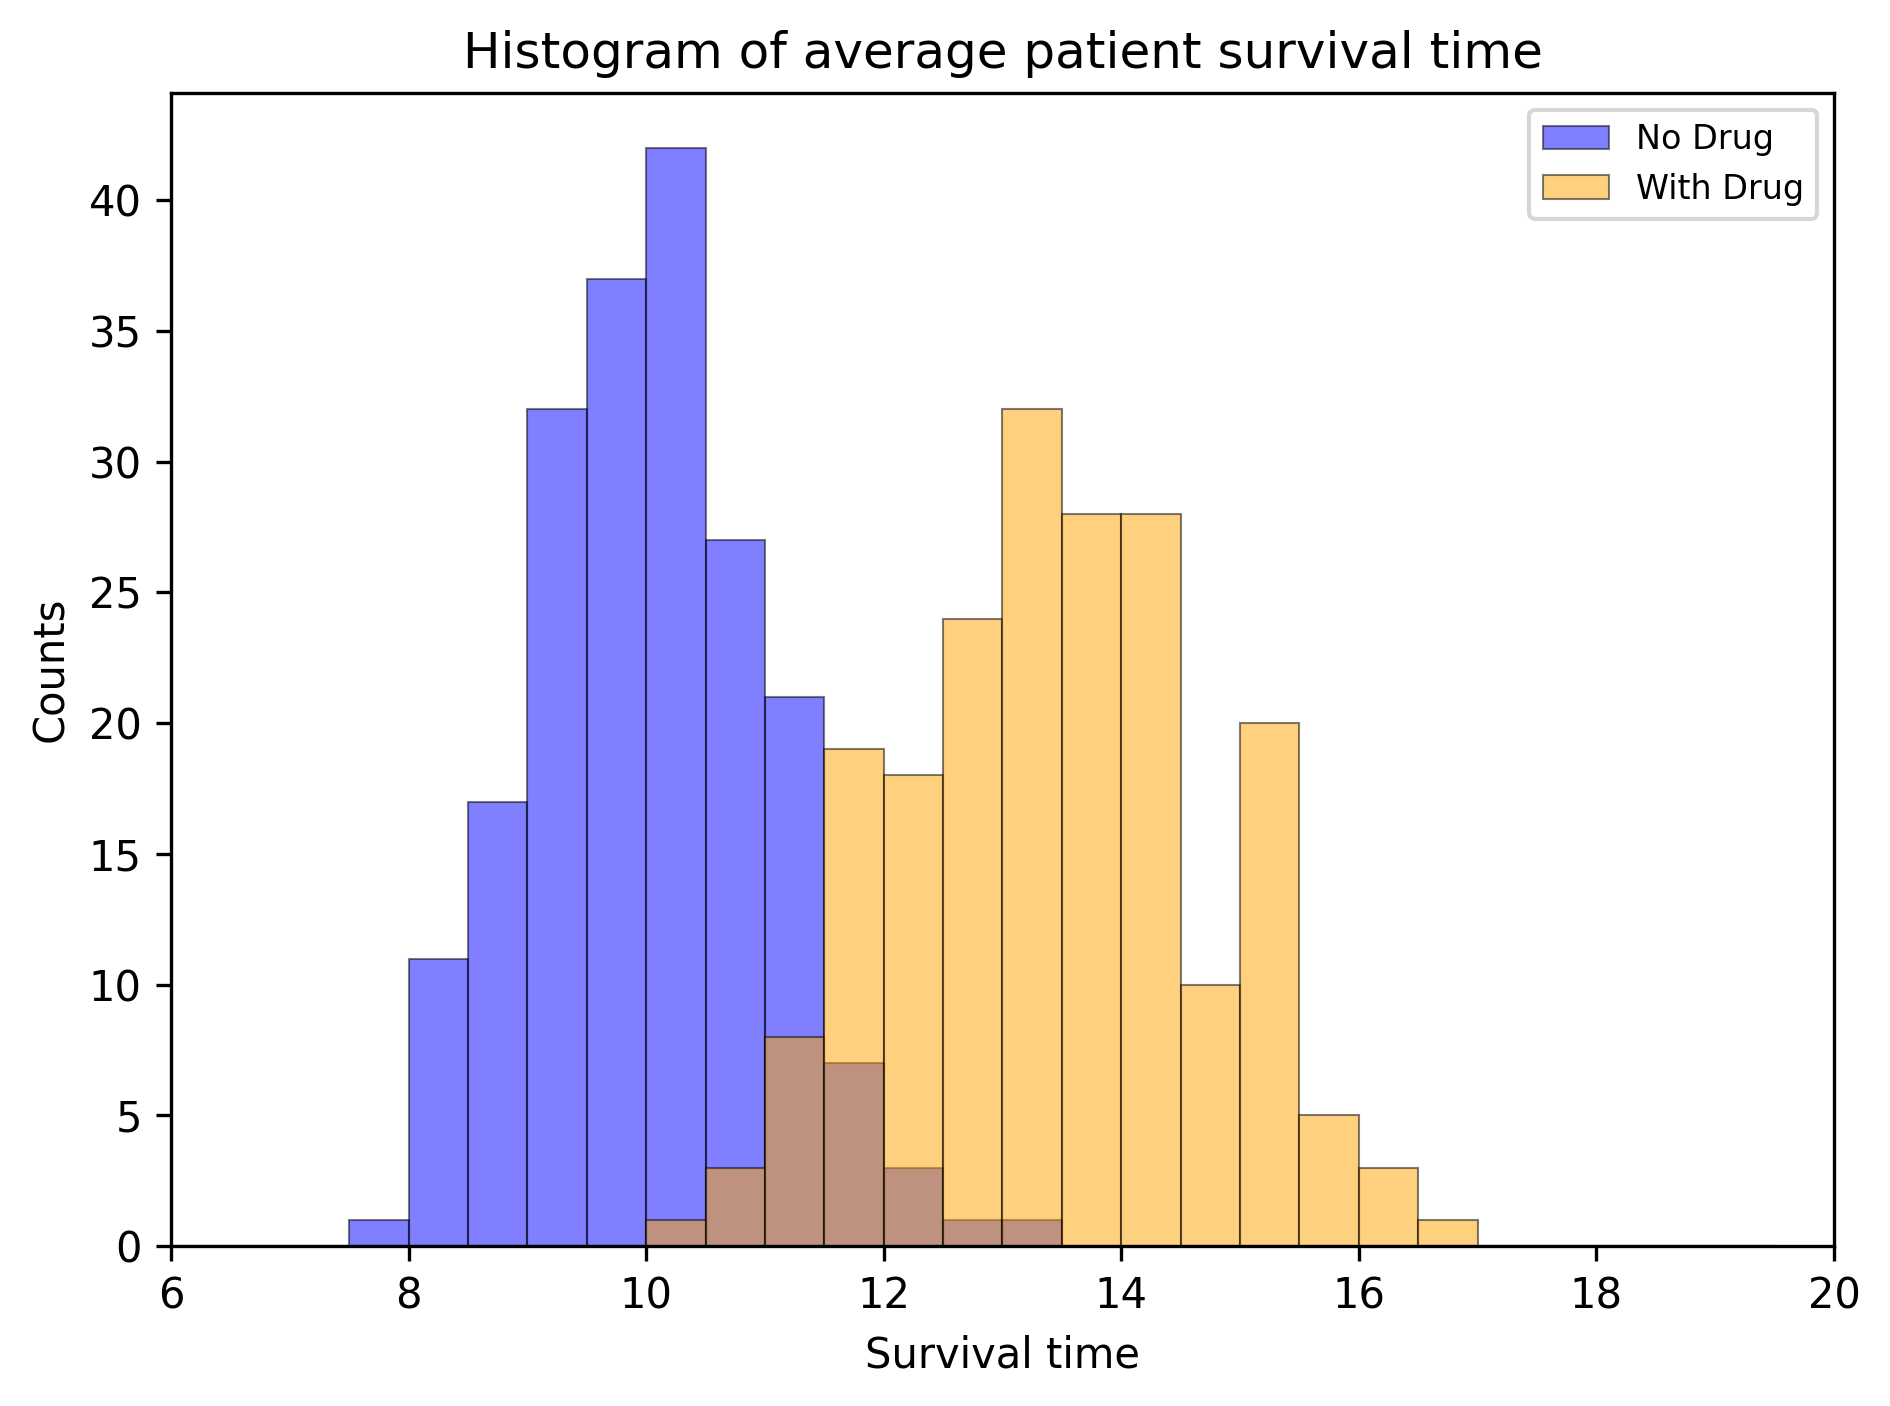 Histogram of average patient survival time
No Drug
With Drug
40
35
30
25
20
15
10
5
0
Counts
6 8 10 12 14 16 18 20
Survival time